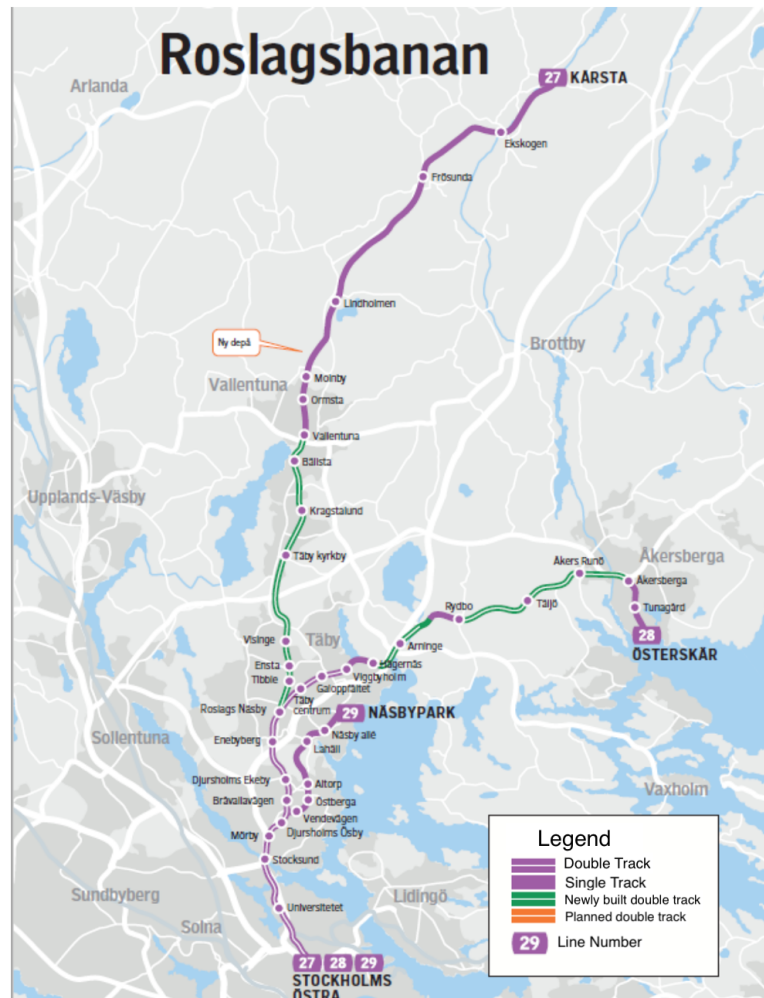 Roslagsbanan
27 KÅRSTA
Arlanda
Ekskogen
Frösunda
Lindholmen
Ny depå
Brottby
Molnby
Vallentuna
Ormsta
Vallentuna
Bällsta
Upplands-Väsby
Kragstalund
Täby kyrkby
Åkers Runö
Åkersberga
Åkersberga
Rydbo
Täljö
Tunagård
28
ÖSTERSKÄR
Visinge
Täby
Arninge
Ensta
Hägernäs
Tibble
Viggbyholm
Galoppfältet
Täby
centrum
Roslags Näsby
29 NÄSBYPARK
Sollentuna
Enebyberg
Näsby allé
Lahäll
Djursholms Ekeby
Altorp
Vaxholm
Bråvallavägen
Östberga
Vendevägen
Mörby
Djursholms Ösby
Stocksund
Sundbyberg
Lidingö
Universitetet
Solna
27 28 29
STOCKHOLMS
ÖSTRA
Legend
Double Track
Single Track
Newly built double track
Planned double track
29 Line Number